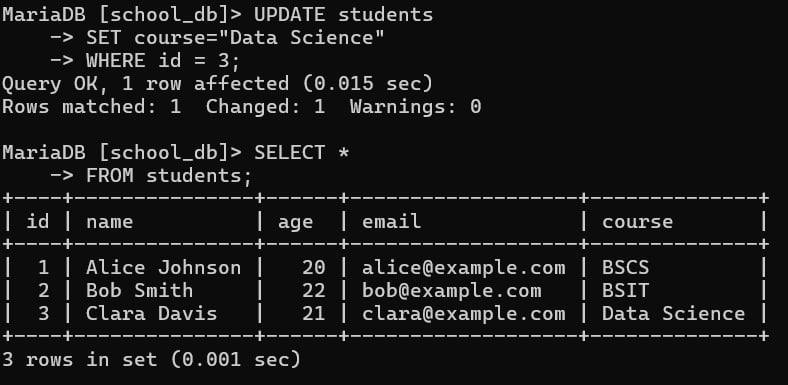 MariaDB [school_db]> UPDATE students
    -> SET course="Data Science"
    -> WHERE id = 3;
Query OK, 1 row affected (0.015 sec)
Rows matched: 1  Changed: 1  Warnings: 0

MariaDB [school_db]> SELECT *
    -> FROM students;
+----+---------------+------+-------------------+--------------+
| id | name          | age  | email             | course       |
+----+---------------+------+-------------------+--------------+
|  1 | Alice Johnson |   20 | alice@example.com | BSCS         |
|  2 | Bob Smith     |   22 | bob@example.com   | BSIT         |
|  3 | Clara Davis   |   21 | clara@example.com | Data Science |
+----+---------------+------+-------------------+--------------+
3 rows in set (0.001 sec)